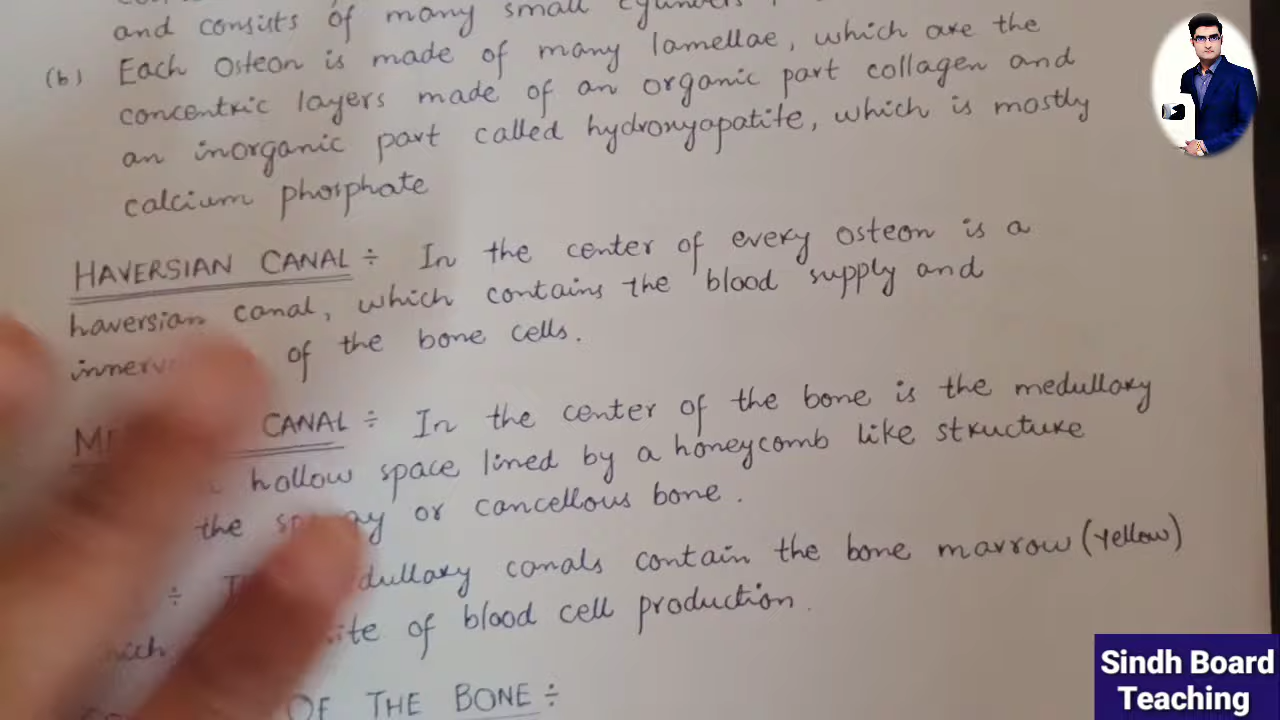 and consists of many small
(b) Each Osteon is made of many lamellae, which are the
concentric layers made of an organic part collagen and
an inorganic part called hydroxyapatite, which is mostly
calcium phosphate
HAVERSIAN CANAL ÷ In the center of every osteon is a
haversian canal, which contains the blood supply and
of the bone cells.
CANAL ÷ In the center of the bone is the medullary
hollow space lined by a honeycomb like structure
the or cancellous bone.
÷ canals contain the bone marrow (yellow)
of blood cell production.
OF THE BONE ÷
Sindh Board
Teaching